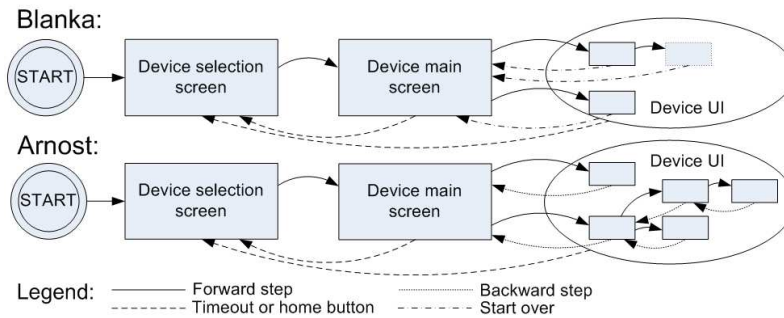 Blanka:
START
Device selection
screen
Device main
screen
Device UI
Arnost:
START
Device selection
screen
Device main
screen
Device UI
Legend:
Forward step
Backward step
Timeout or home button
Start over